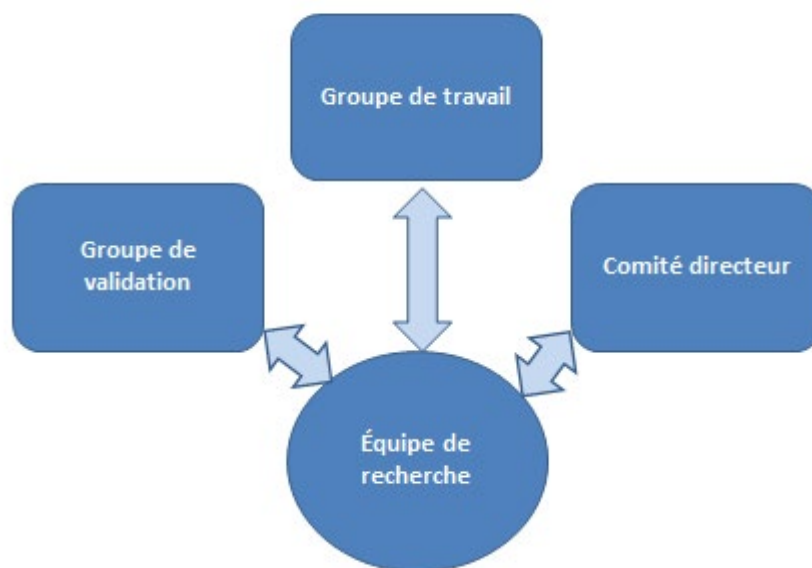 Groupe de travail
Groupe de
validation
Comité directeur
Équipe de
recherche